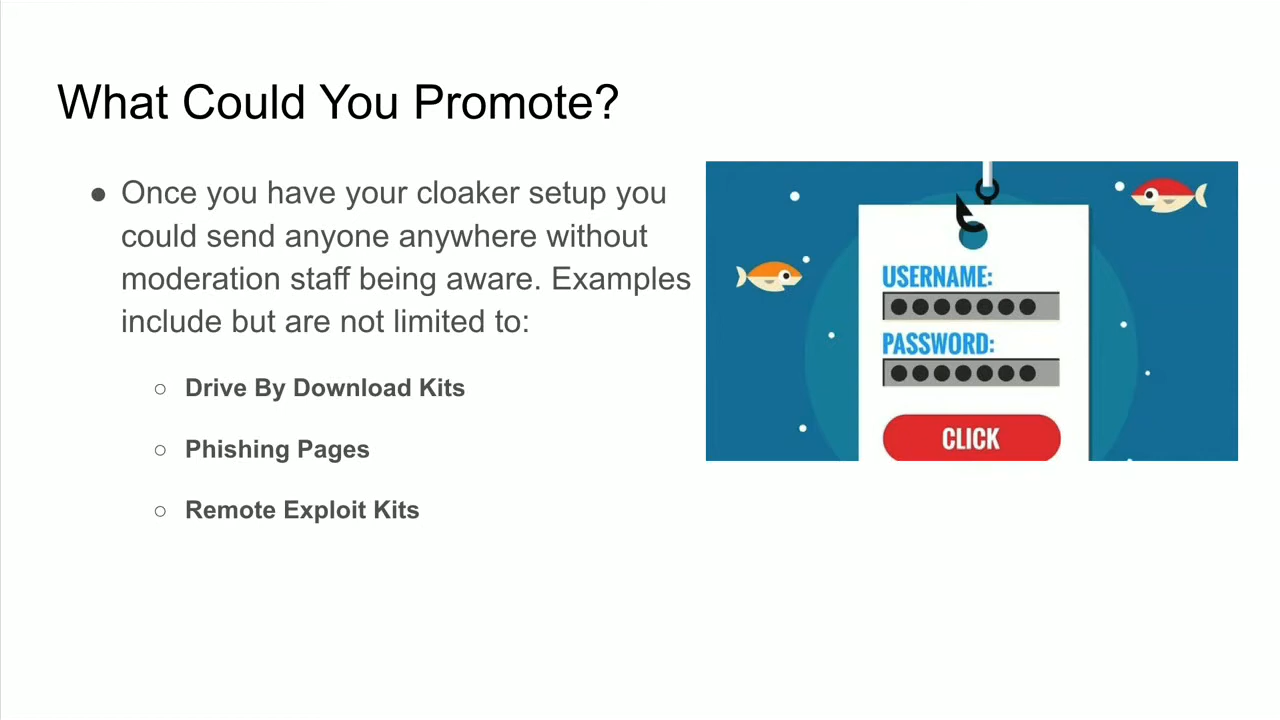 What Could You Promote?
● Once you have your cloaker setup you
could send anyone anywhere without
moderation staff being aware. Examples
include but are not limited to:
○ Drive By Download Kits
○ Phishing Pages
○ Remote Exploit Kits
USERNAME:
PASSWORD:
CLICK